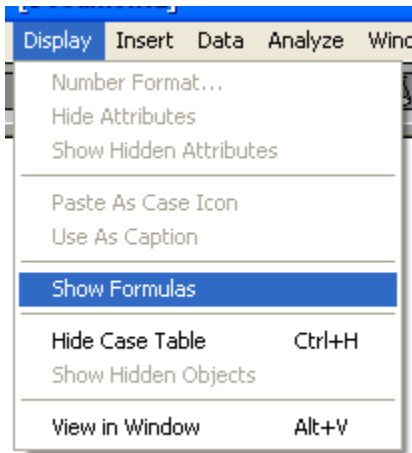 Display Insert Data Analyze
Number Format...
Hide Attributes
Show Hidden Attributes
Paste As Case Icon
Use As Caption
Show Formulas
Hide Case Table Ctrl+H
Show Hidden Objects
View in Window Alt+V